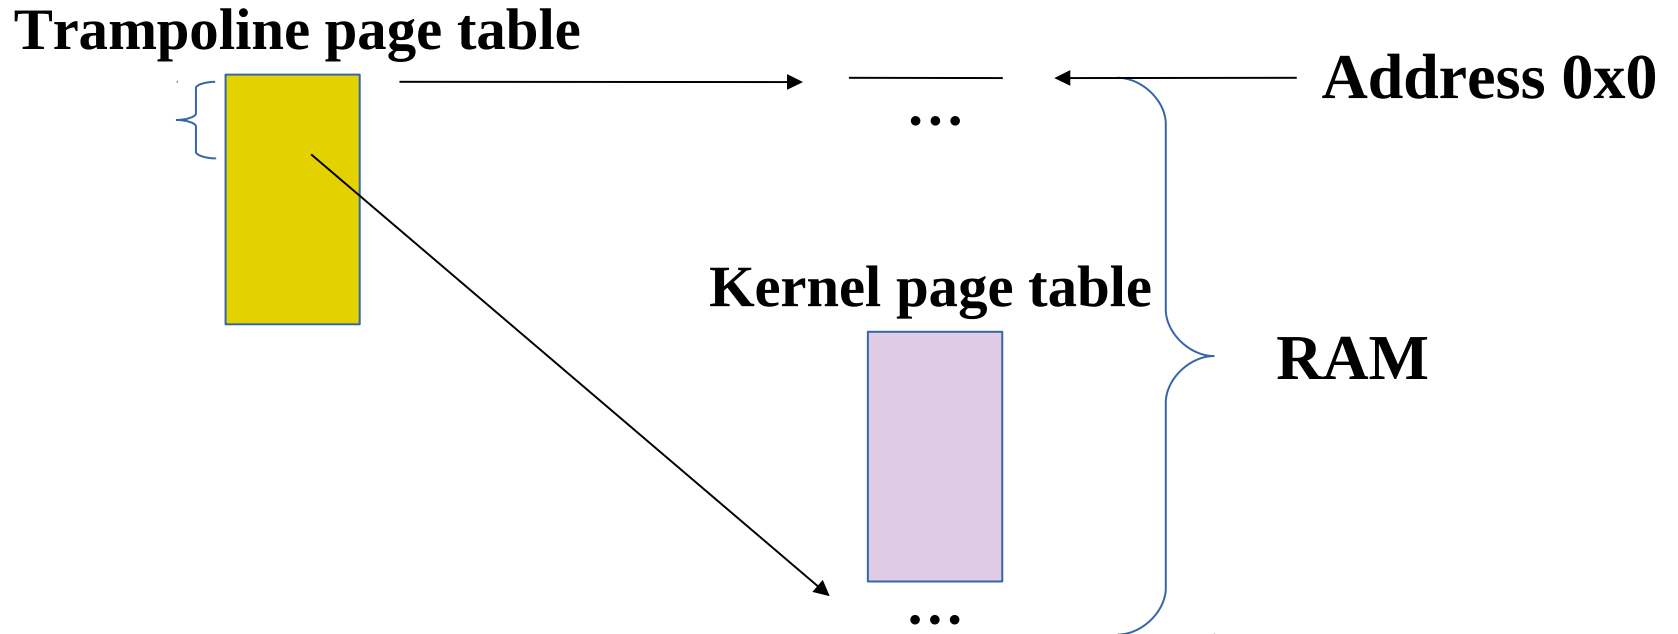 Trampoline page table
Address 0x0
...
Kernel page table
RAM
...